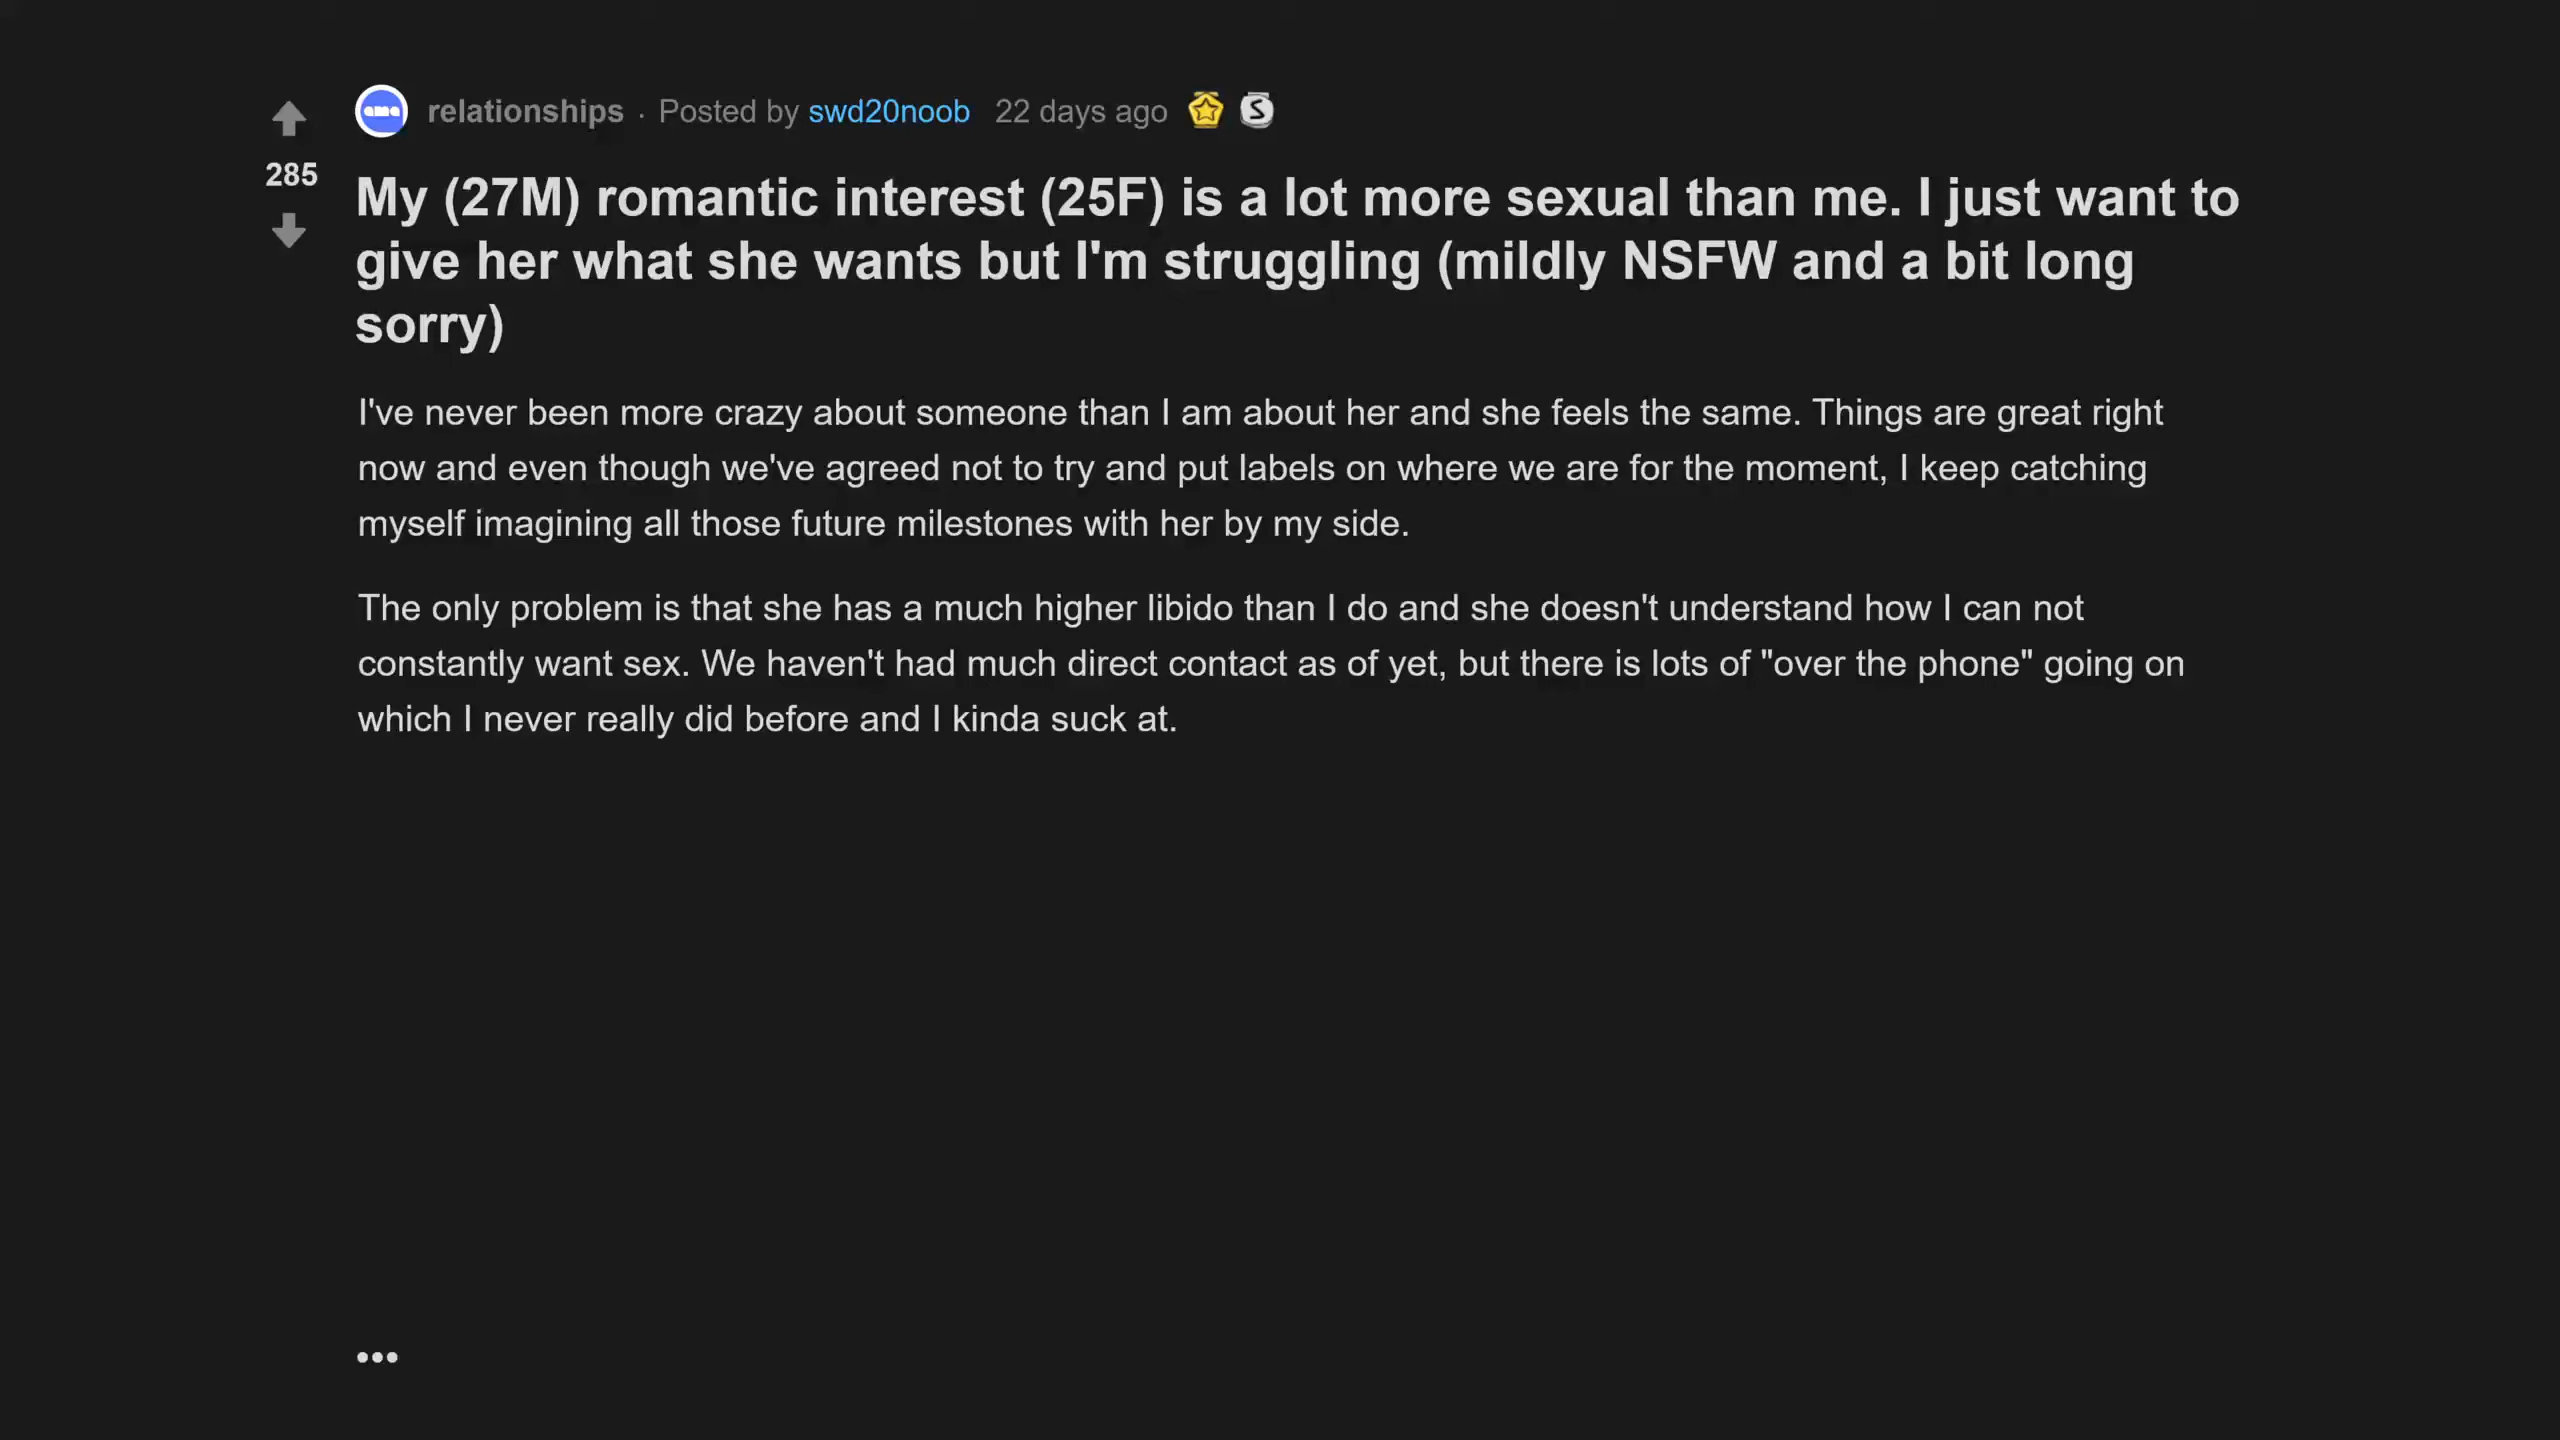 relationships · Posted by swd20noob 22 days ago
285
My (27M) romantic interest (25F) is a lot more sexual than me. I just want to
give her what she wants but I'm struggling (mildly NSFW and a bit long
sorry)
I've never been more crazy about someone than I am about her and she feels the same. Things are great right
now and even though we've agreed not to try and put labels on where we are for the moment, I keep catching
myself imagining all those future milestones with her by my side.
The only problem is that she has a much higher libido than I do and she doesn't understand how I can not
constantly want sex. We haven't had much direct contact as of yet, but there is lots of "over the phone" going on
which I never really did before and I kinda suck at.
•••